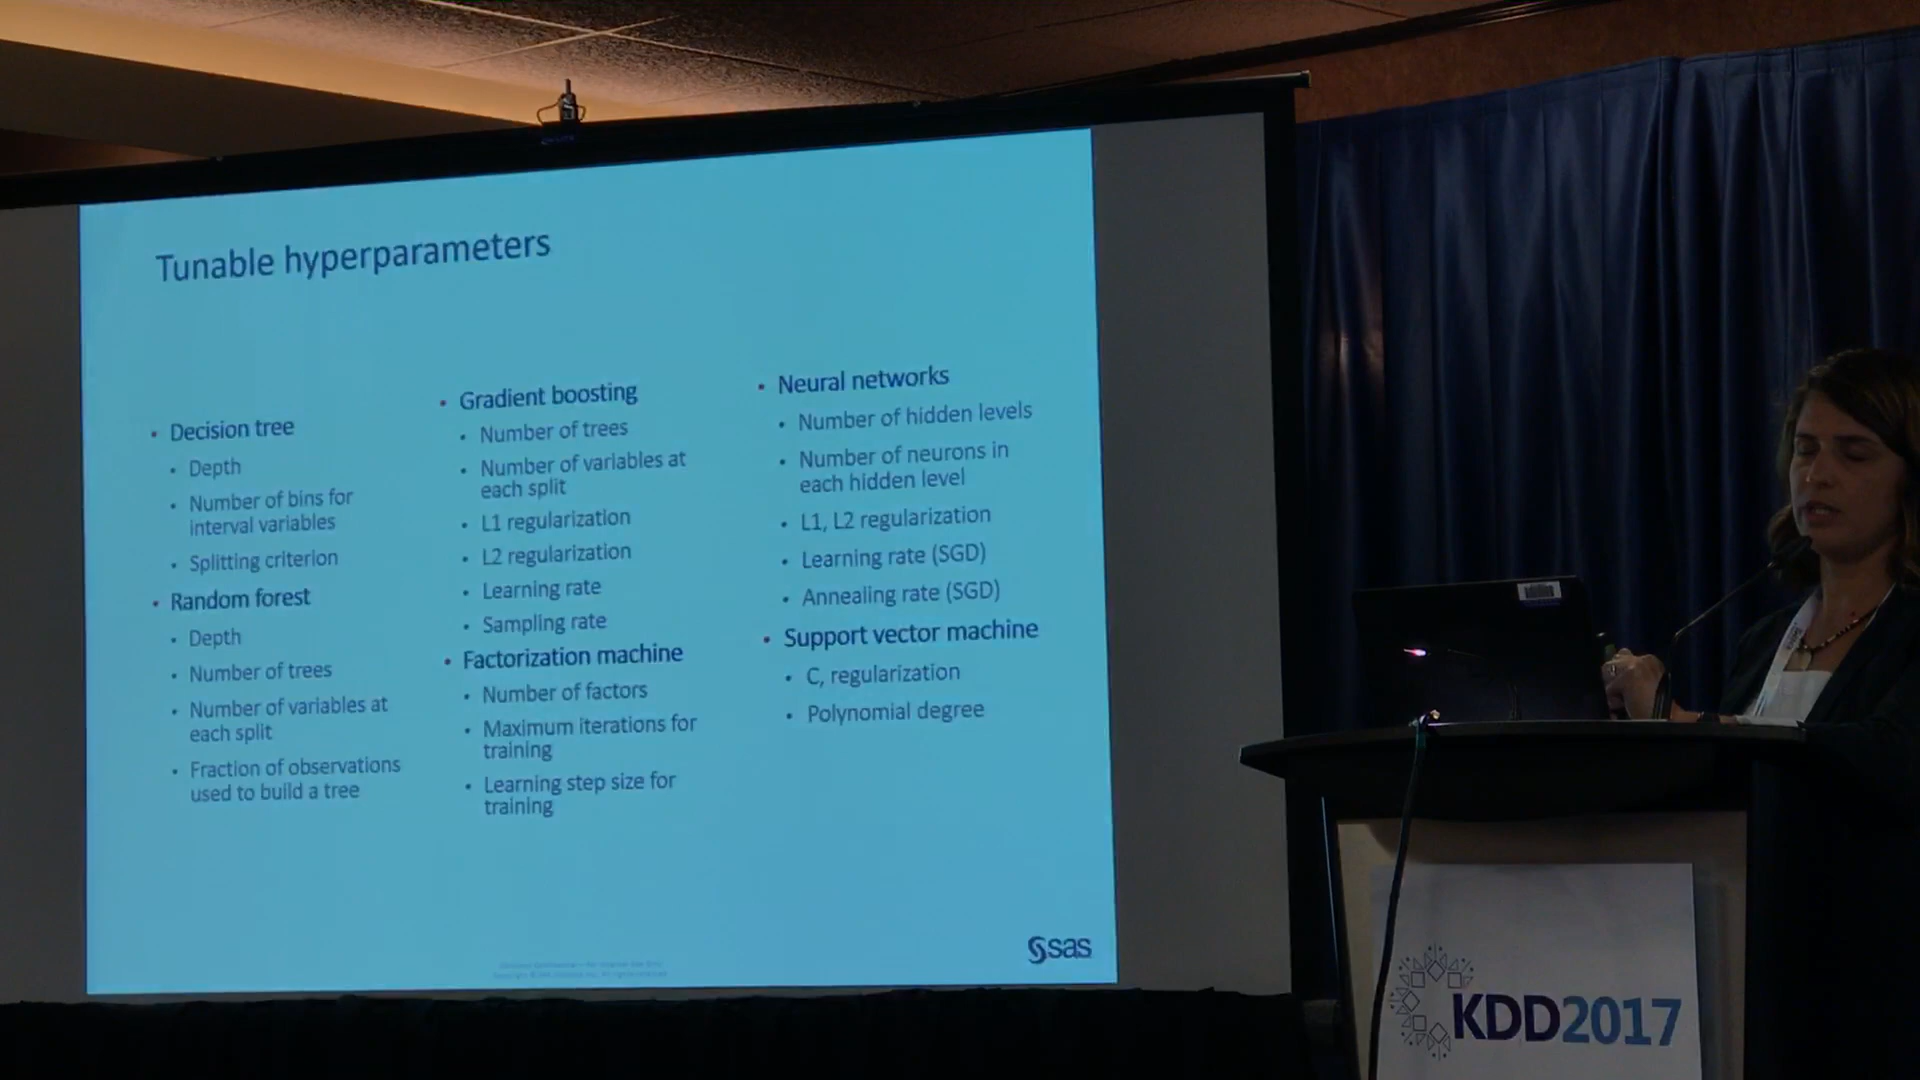 Tunable hyperparameters
Decision tree
Depth
Number of bins for
interval variables
Splitting criterion
Random forest
Depth
Number of trees
Number of variables at
each split
Fraction of observations
used to build a tree
Gradient boosting
Number of trees
Number of variables at
each split
L1 regularization
L2 regularization
Learning rate
Sampling rate
Factorization machine
Number of factors
Maximum iterations for
training
Learning step size for
training
Neural networks
Number of hidden levels
Number of neurons in
each hidden level
L1, L2 regularization
Learning rate (SGD)
Annealing rate (SGD)
Support vector machine
C, regularization
Polynomial degree
sas
KDD2017